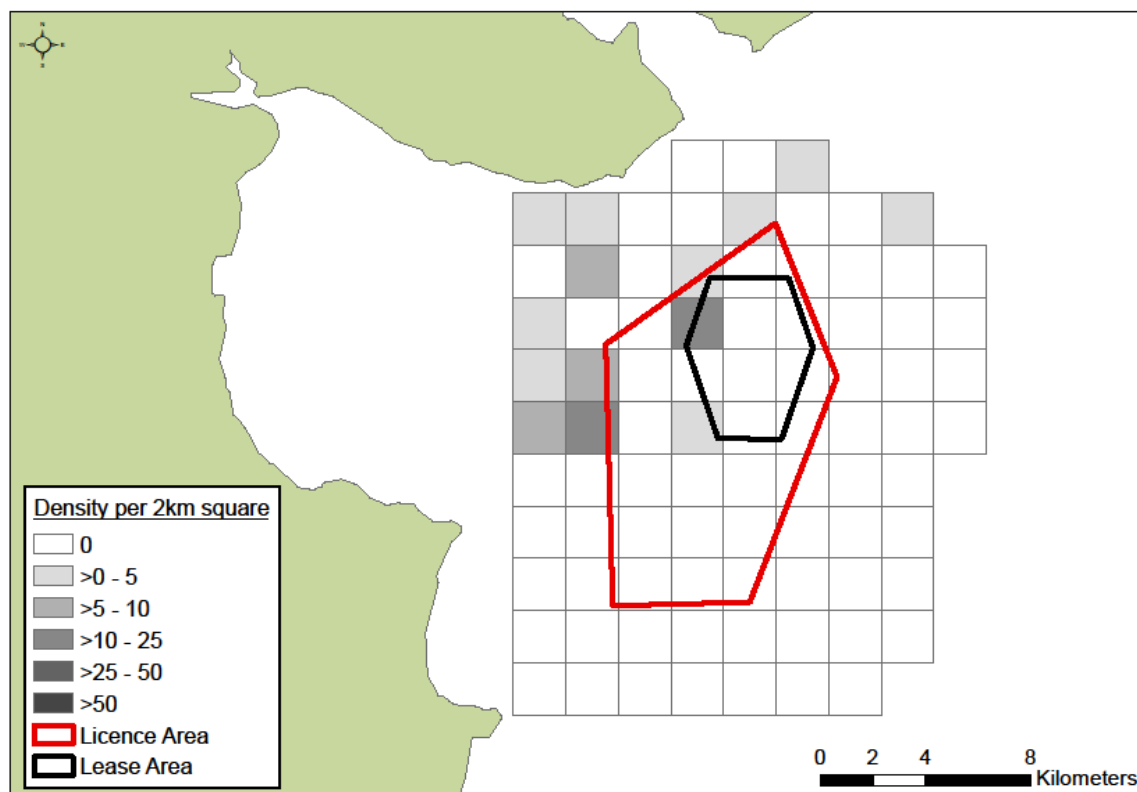 N
E
S
Density per 2km square
0
>0 - 5
>5 - 10
>10 - 25
>25 - 50
>50
Licence Area
Lease Area
0 2 4 8
Kilometers